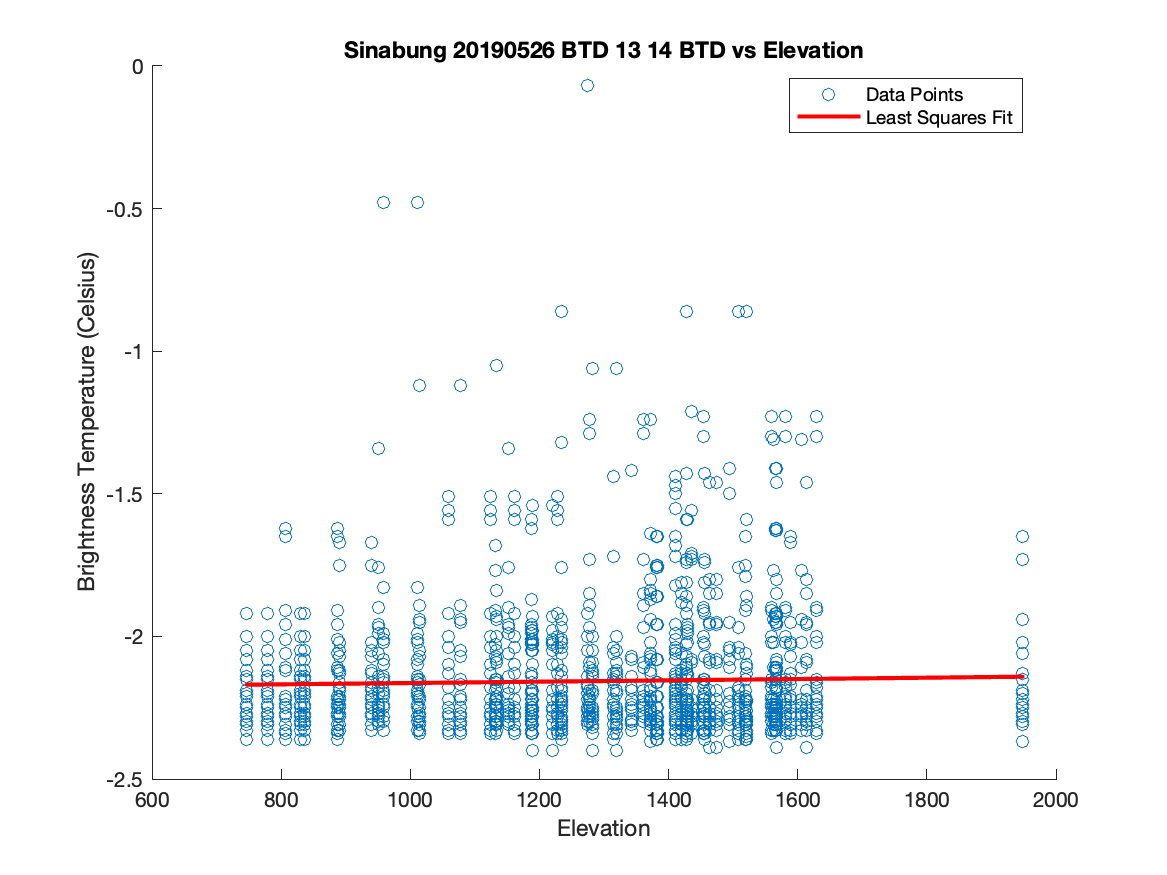 Sinabung 20190526 BTD 13 14 BTD vs Elevation
Data Points
Least Squares Fit
Brightness Temperature (Celsius)
0
-0.5
-1
-1.5
-2
-2.5
600 800 1000 1200 1400 1600 1800 2000
Elevation